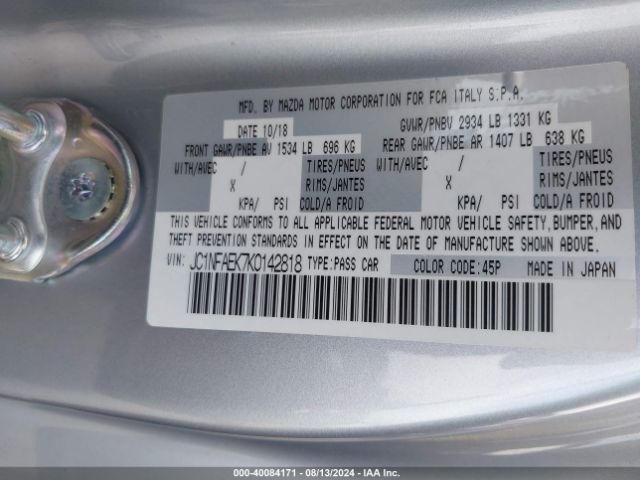 MFD. BY MAZDA MOTOR CORPORATION FOR FCA ITALY S.P.A.
DATE 10/18 GVWR/PNBV 2934 LB 1331 KG
FRONT GAWR/PNBE AV 1534 LB 696 KG REAR GAWR/PNBE AR 1407 LB 638 KG
WITH/AVEC / TIRES/PNEUS WITH/AVEC / TIRES/PNEUS
X RIMS/JANTES X RIMS/JANTES
KPA/ PSI COLD/A FROID KPA/ PSI COLD/A FROID
THIS VEHICLE CONFORMS TO ALL APPLICABLE FEDERAL MOTOR VEHICLE SAFETY, BUMPER, AND
THEFT PREVENTION STANDARDS IN EFFECT ON THE DATE OF MANUFACTURE SHOWN ABOVE.
VIN: JC1NFAEK7K0142818 TYPE:PASS CAR COLOR CODE:45P MADE IN JAPAN
000-40084171 - 08/13/2024 - IAA Inc.